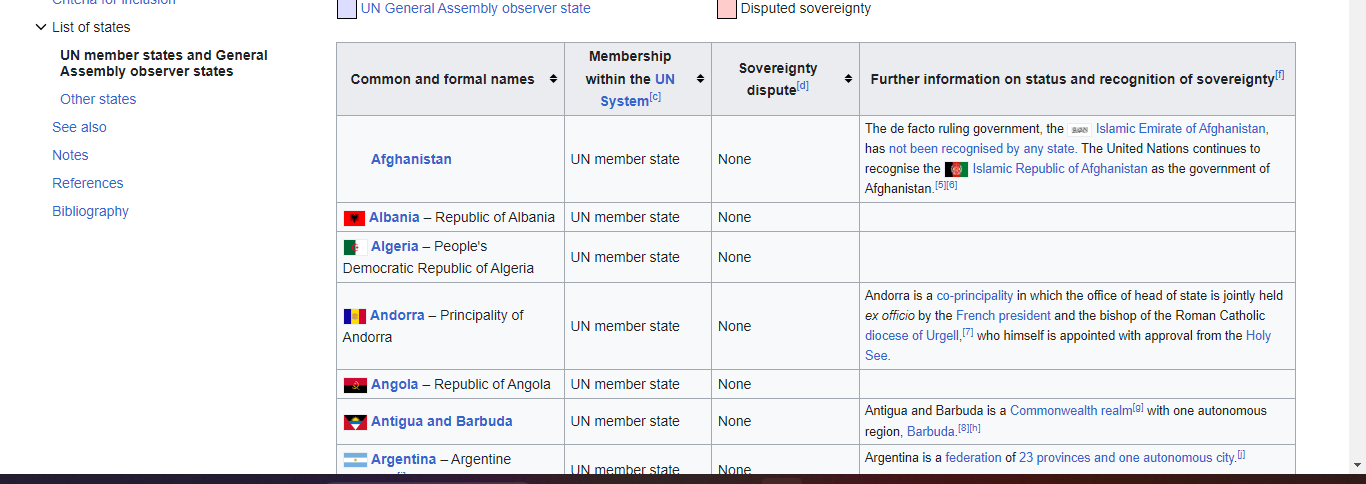 Criteria for inclusion
List of states
UN member states and General
Assembly observer states
Other states
See also
Notes
References
Bibliography
UN General Assembly observer state
Disputed sovereignty
Common and formal names
Membership
within the UN
System[c]
Sovereignty
dispute[d]
Further information on status and recognition of sovereignty[f]
Afghanistan
UN member state
None
The de facto ruling government, the Islamic Emirate of Afghanistan,
has not been recognised by any state. The United Nations continues to
recognise the Islamic Republic of Afghanistan as the government of
Afghanistan.[5][6]
Albania – Republic of Albania
UN member state
None
Algeria – People's
Democratic Republic of Algeria
UN member state
None
Andorra – Principality of
Andorra
UN member state
None
Andorra is a co-principality in which the office of head of state is jointly held
ex officio by the French president and the bishop of the Roman Catholic
diocese of Urgell,[7] who himself is appointed with approval from the Holy
See.
Angola – Republic of Angola
UN member state
None
Antigua and Barbuda
UN member state
None
Antigua and Barbuda is a Commonwealth realm[g] with one autonomous
region, Barbuda.[8][h]
Argentina – Argentine
UN member state
None
Argentina is a federation of 23 provinces and one autonomous city.[j]